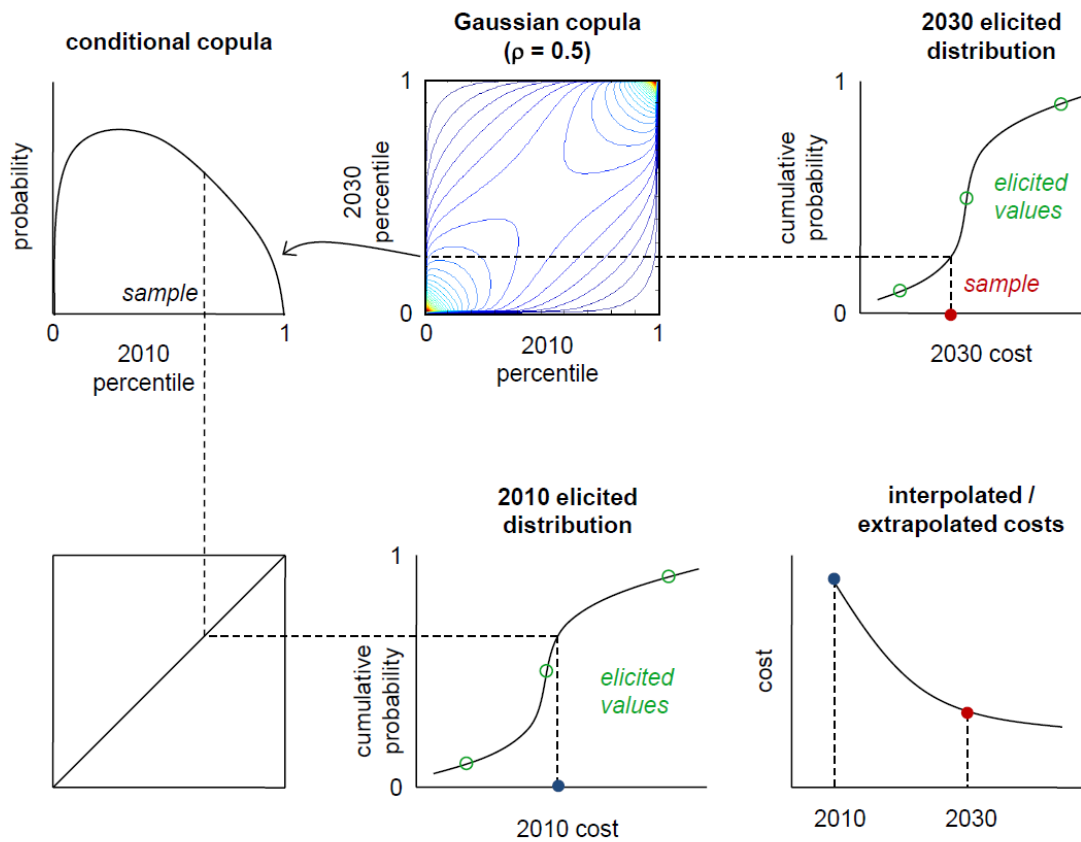 conditional copula
probability
sample
0
1
2010
percentile
Gaussian copula
(ρ = 0.5)
1
2030
percentile
0
0
1
2010
percentile
2030 elicited
distribution
1
cumulative
probability
elicited
values
sample
0
2030 cost
2010 elicited
distribution
1
cumulative
probability
elicited
values
0
2010 cost
interpolated /
extrapolated costs
cost
2010
2030